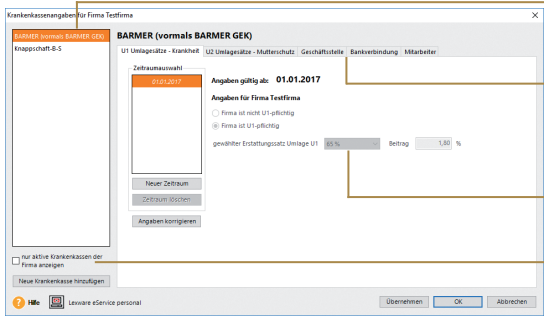 Krankenkassenangaben für Firma Testfirma
BARMER (vormals BARMER GEK)
Knappschaft-B-S
BARMER (vormals BARMER GEK)
U1 Umlagesätze - Krankheit U2 Umlagesätze - Mutterschutz Geschäftsstelle Bankverbindung Mitarbeiter
Zeitraumauswahl
01.01.2017
Neuer Zeitraum
Zeitraum löschen
Angaben korrigieren
Angaben gültig ab: 01.01.2017
Angaben für Firma Testfirma
Firma ist nicht U1-pflichtig
Firma ist U1-pflichtig
gewählter Erstattungssatz Umlage U1 65 % Beitrag 1,80 %
nur aktive Krankenkassen der
Firma anzeigen
Neue Krankenkasse hinzufügen
Hilfe Lexware eService personal
Übernehmen OK Abbrechen